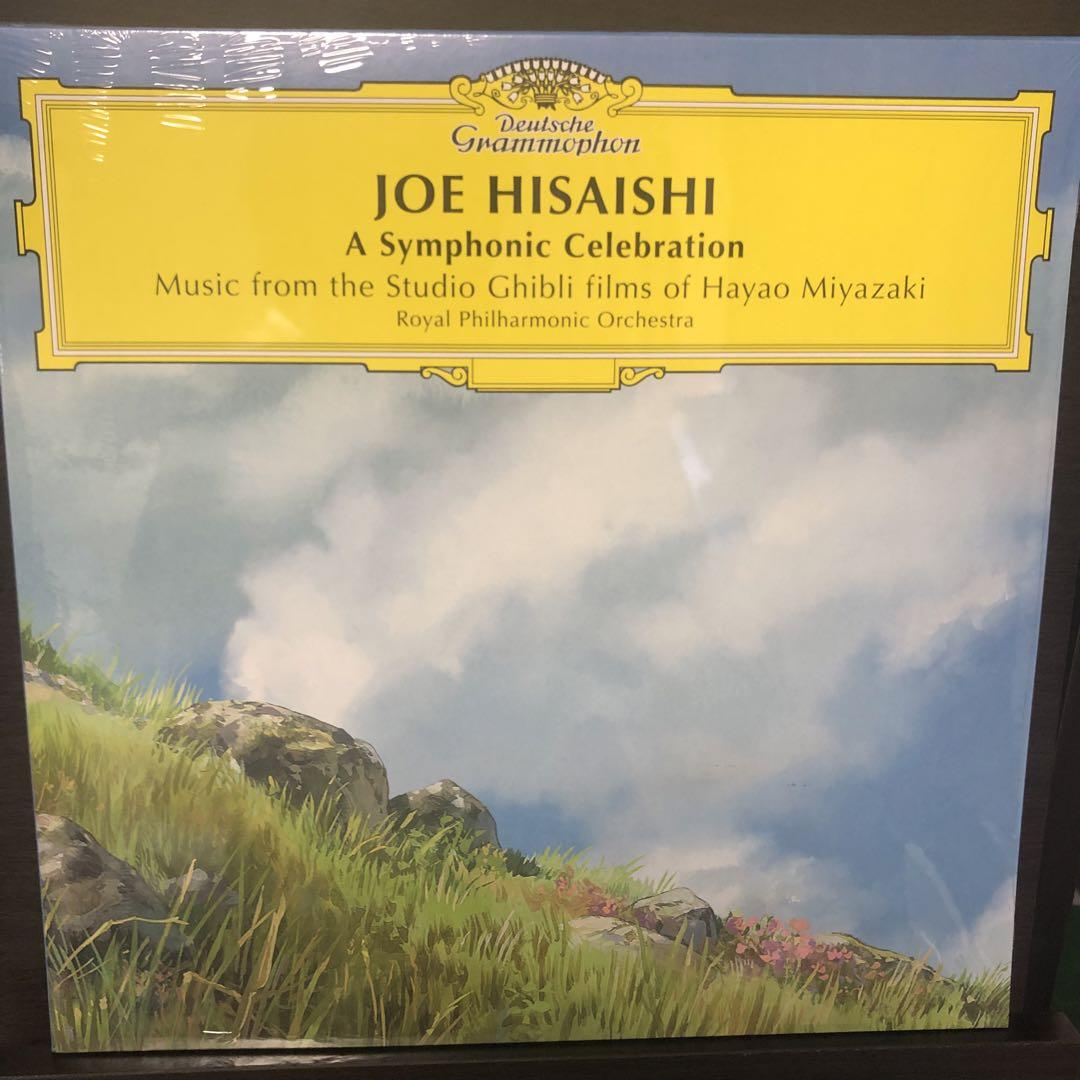 Deutsche
Grammophon
JOE HISAISHI
A Symphonic Celebration
Music from the Studio Ghibli films of Hayao Miyazaki
Royal Philharmonic Orchestra